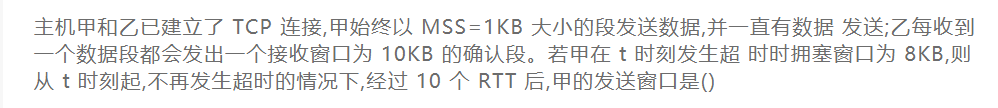 主机甲和乙已建立了 TCP 连接,甲始终以 MSS=1KB 大小的段发送数据,并一直有数据 发送;乙每收到
一个数据段都会发出一个接收窗口为 10KB 的确认段。若甲在 t 时刻发生超 时时拥塞窗口为 8KB,则
从 t 时刻起,不再发生超时的情况下,经过 10 个 RTT 后,甲的发送窗口是()